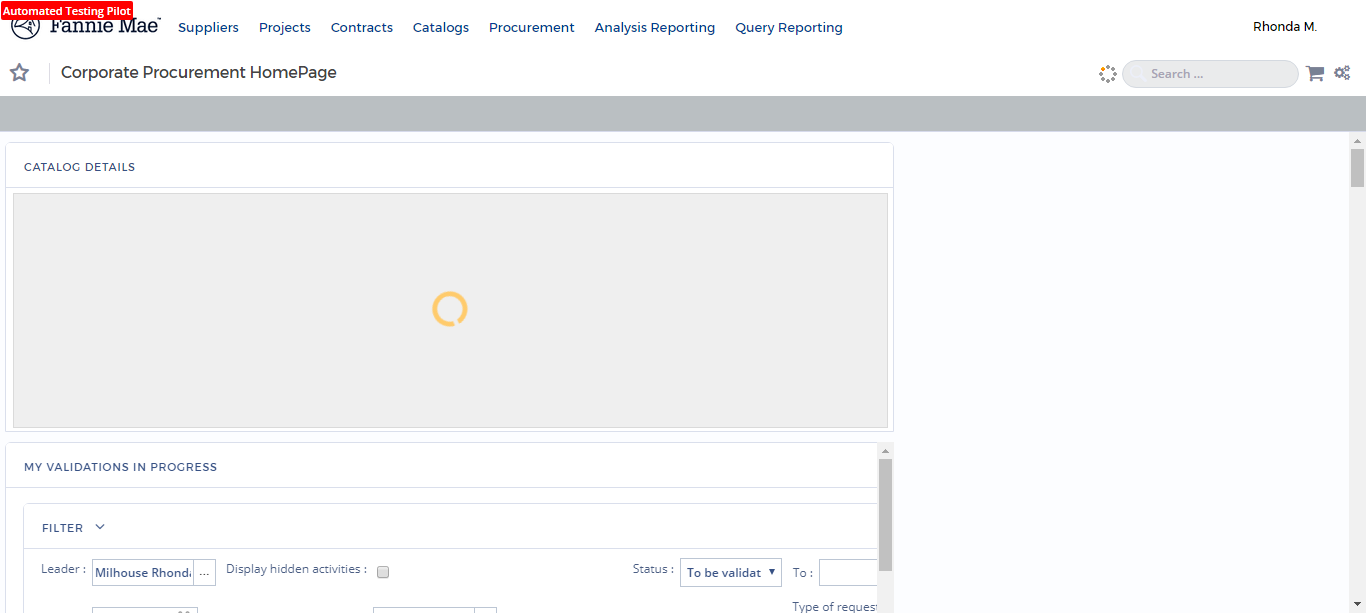 Automated Testing Pilot
Fannie Mae
Suppliers Projects Contracts Catalogs Procurement Analysis Reporting Query Reporting
Rhonda M.
Corporate Procurement HomePage
Search ...
CATALOG DETAILS
MY VALIDATIONS IN PROGRESS
FILTER
Leader : Milhouse Rhond ... Display hidden activities : Status : To be validat To :
Type of request